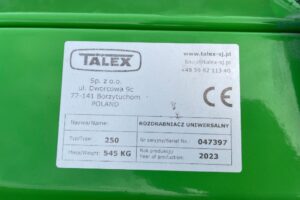 TALEX
Sp. z o.o.
ul. Dworcowa 9c
77-141 Borzytuchom
POLAND
www.talex-sj.pl
biuro@talex-sj.pl
+48 59 82 113 40
CE
Nazwa/Name: ROZDRABNIACZ UNIWERSALNY
Typ/Type: 250 Nr seryjny/Serial No. 047397
Masa/Weight: 545 KG Rok produkcji/ Year of production 2023